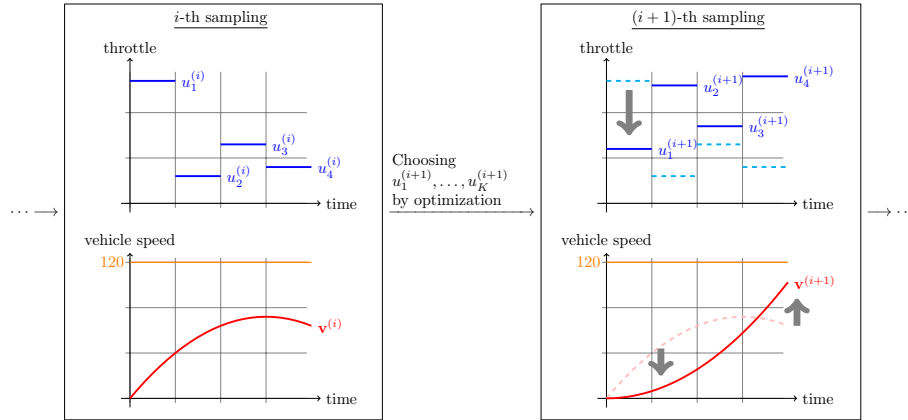 i-th sampling
throttle
u_1^{(i)}
u_2^{(i)}
u_3^{(i)}
u_4^{(i)}
time
vehicle speed
120
v^{(i)}
time
··· →
Choosing
u_1^{(i+1)}, . . . , u_K^{(i+1)}
by optimization
(i + 1)-th sampling
throttle
u_1^{(i+1)}
u_2^{(i+1)}
u_3^{(i+1)}
u_4^{(i+1)}
time
vehicle speed
120
v^{(i+1)}
time
→ ··